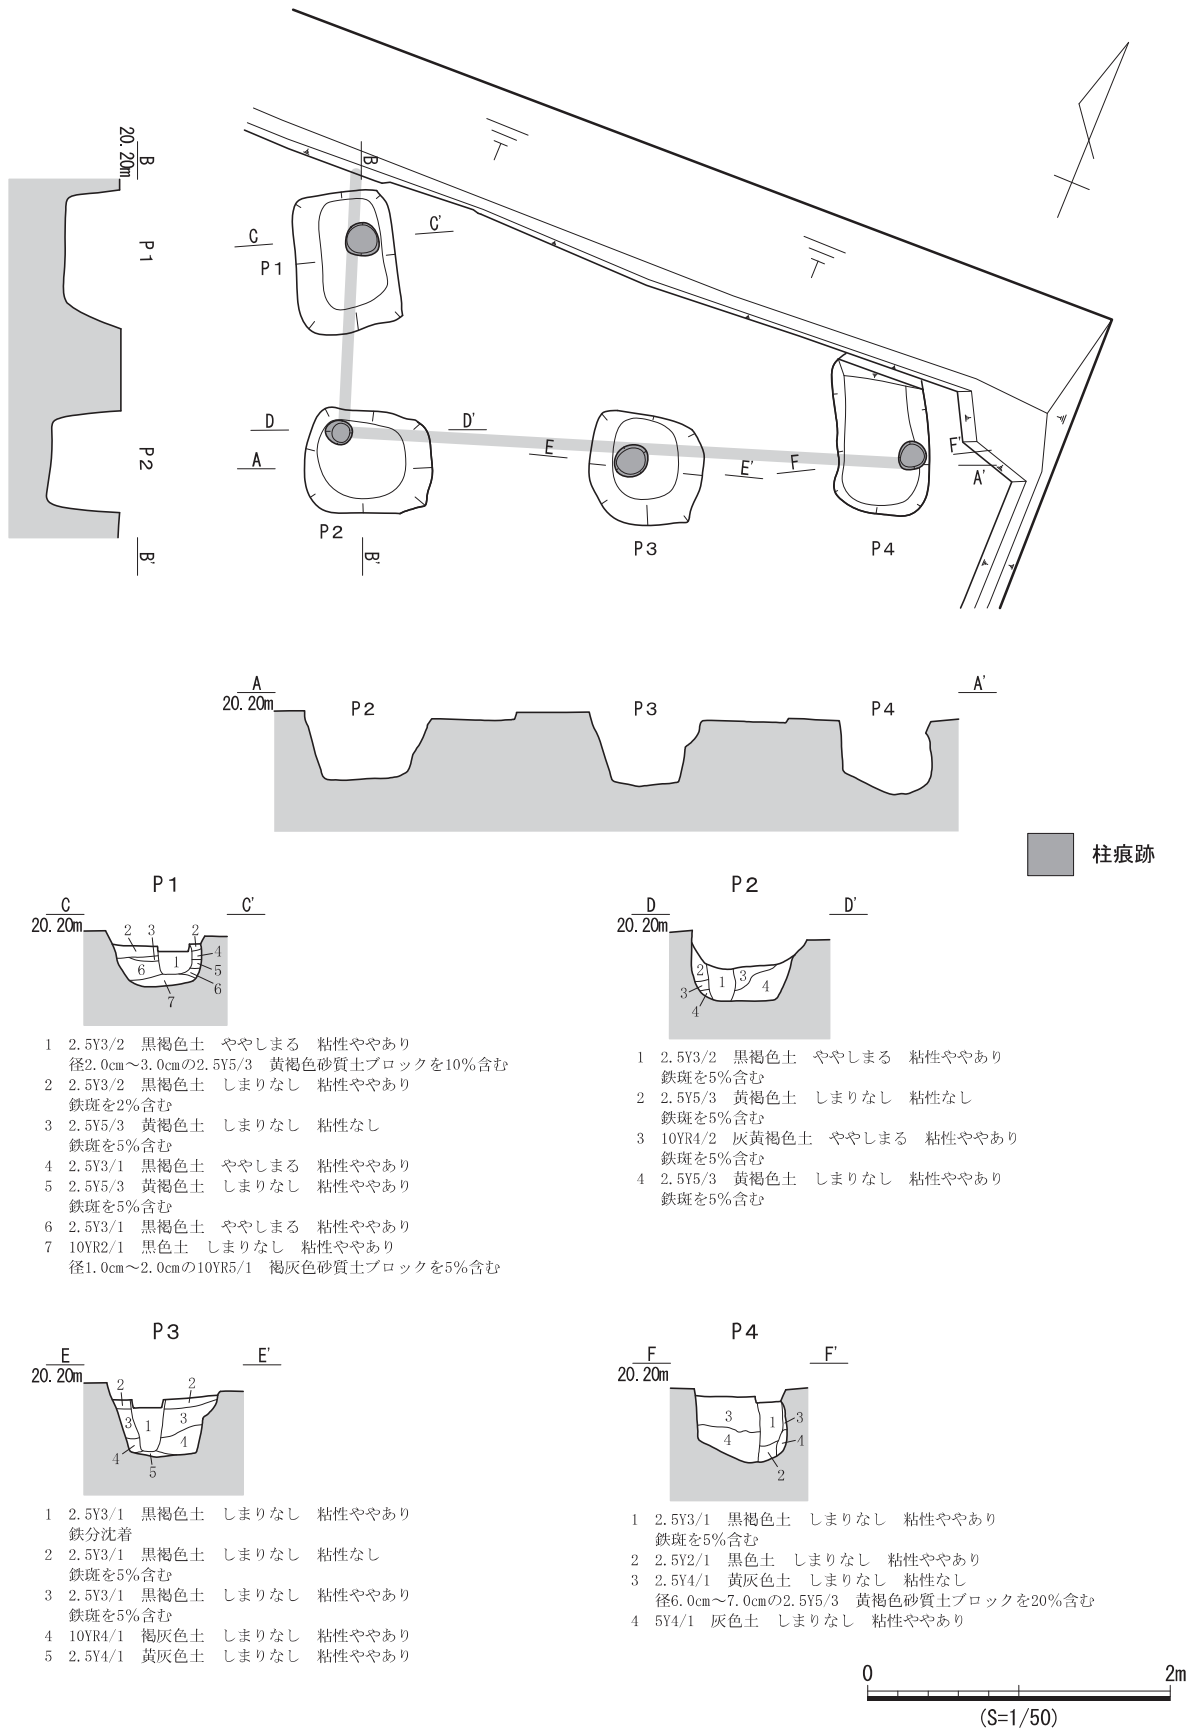 B
20.20m
P1
P2
B'
B
C
C'
P1
D
D'
A
P2
B'
E
E'
P3
F
F'
A'
P4
A
20.20m
P2
P3
P4
A'
柱痕跡
P1
C
20.20m
C'
2
3
2
4
1
6
5
6
7
1 2.5Y3/2 黒褐色土 ややしまる 粘性ややあり
径2.0cm～3.0cmの2.5Y5/3 黄褐色砂質土ブロックを10%含む
2 2.5Y3/2 黒褐色土 しまりなし 粘性ややあり
鉄斑を2%含む
3 2.5Y5/3 黄褐色土 しまりなし 粘性なし
鉄斑を5%含む
4 2.5Y3/1 黒褐色土 ややしまる 粘性ややあり
5 2.5Y5/3 黄褐色土 しまりなし 粘性ややあり
鉄斑を5%含む
6 2.5Y3/1 黒褐色土 ややしまる 粘性ややあり
7 10YR2/1 黒色土 しまりなし 粘性ややあり
径1.0cm～2.0cmの10YR5/1 褐灰色砂質土ブロックを5%含む
P2
D
20.20m
D'
2
1
3
4
3
4
1 2.5Y3/2 黒褐色土 ややしまる 粘性ややあり
鉄斑を5%含む
2 2.5Y5/3 黄褐色土 しまりなし 粘性なし
鉄斑を5%含む
3 10YR4/2 灰黄褐色土 ややしまる 粘性ややあり
鉄斑を5%含む
4 2.5Y5/3 黄褐色土 しまりなし 粘性ややあり
鉄斑を5%含む
P3
E
20.20m
E'
2
2
3
1
3
4
4
5
1 2.5Y3/1 黒褐色土 しまりなし 粘性ややあり
鉄分沈着
2 2.5Y3/1 黒褐色土 しまりなし 粘性なし
鉄斑を5%含む
3 2.5Y3/1 黒褐色土 しまりなし 粘性ややあり
鉄斑を5%含む
4 10YR4/1 褐灰色土 しまりなし 粘性ややあり
5 2.5Y4/1 黄灰色土 しまりなし 粘性ややあり
P4
F
20.20m
F'
3
1
3
4
4
2
1 2.5Y3/1 黒褐色土 しまりなし 粘性ややあり
鉄斑を5%含む
2 2.5Y2/1 黒色土 しまりなし 粘性ややあり
3 2.5Y4/1 黄灰色土 しまりなし 粘性なし
径6.0cm～7.0cmの2.5Y5/3 黄褐色砂質土ブロックを20%含む
4 5Y4/1 灰色土 しまりなし 粘性ややあり
0 2m
(S=1/50)